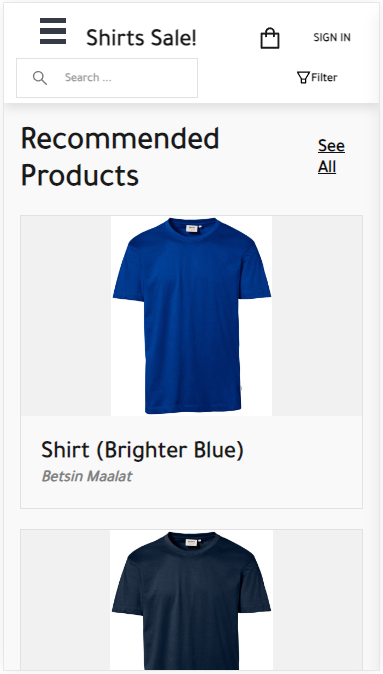 Shirts Sale!
SIGN IN
Search ...
Filter
Recommended
Products
See
All
Shirt (Brighter Blue)
Betsin Maalat